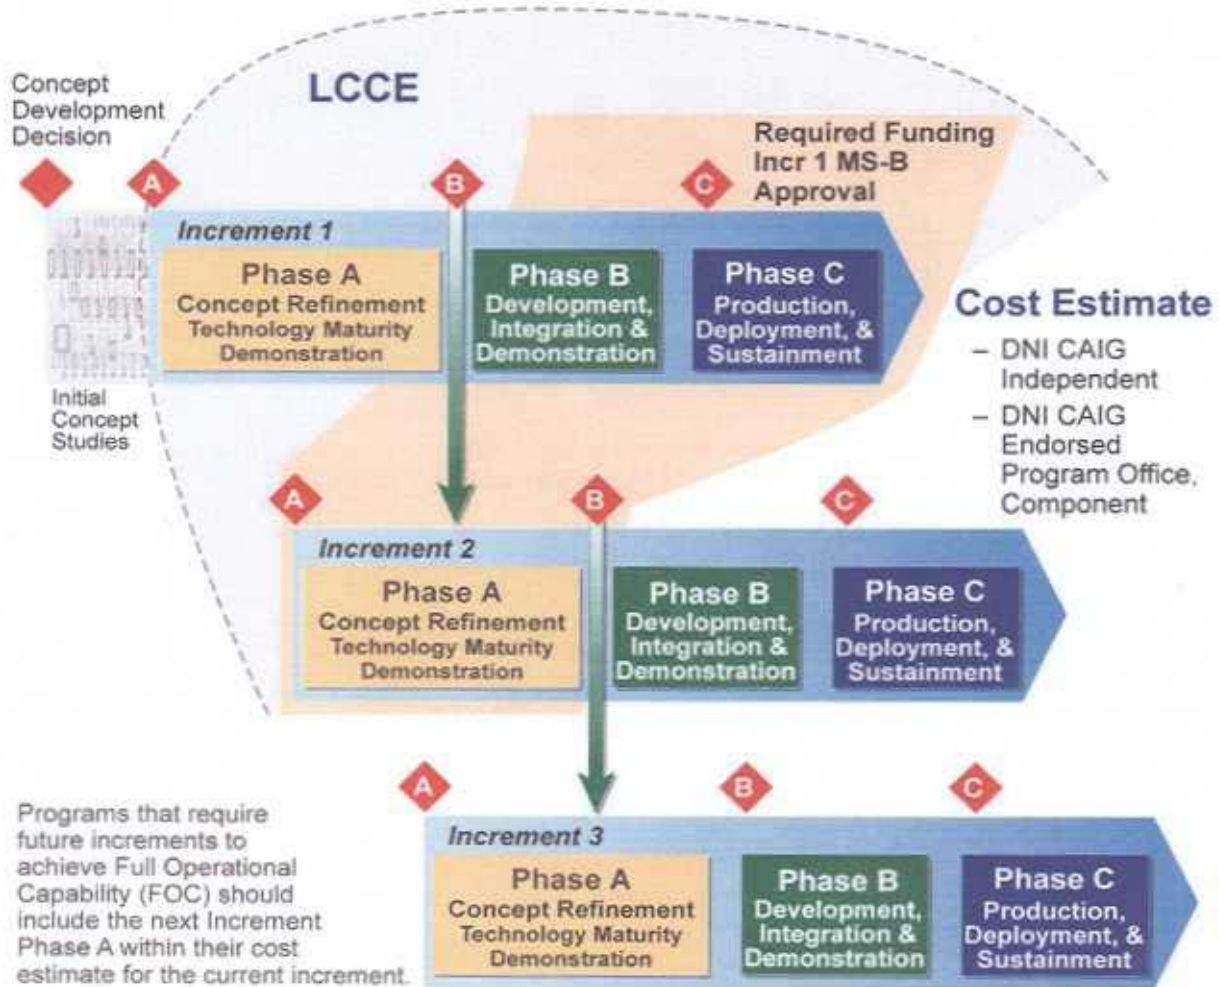 Concept
Development
Decision
LCCE
Required Funding
Incr 1 MS-B
Approval
A
B
C
Increment 1
Phase A
Concept Refinement
Technology Maturity
Demonstration
Phase B
Development,
Integration &
Demonstration
Phase C
Production,
Deployment, &
Sustainment
Initial
Concept
Studies
Cost Estimate
– DNI CAIG
Independent
– DNI CAIG
Endorsed
Program Office,
Component
A
B
C
Increment 2
Phase A
Concept Refinement
Technology Maturity
Demonstration
Phase B
Development,
Integration &
Demonstration
Phase C
Production,
Deployment, &
Sustainment
A
B
C
Increment 3
Phase A
Concept Refinement
Technology Maturity
Demonstration
Phase B
Development,
Integration &
Demonstration
Phase C
Production,
Deployment, &
Sustainment
Programs that require
future increments to
achieve Full Operational
Capability (FOC) should
include the next Increment
Phase A within their cost
estimate for the current increment.